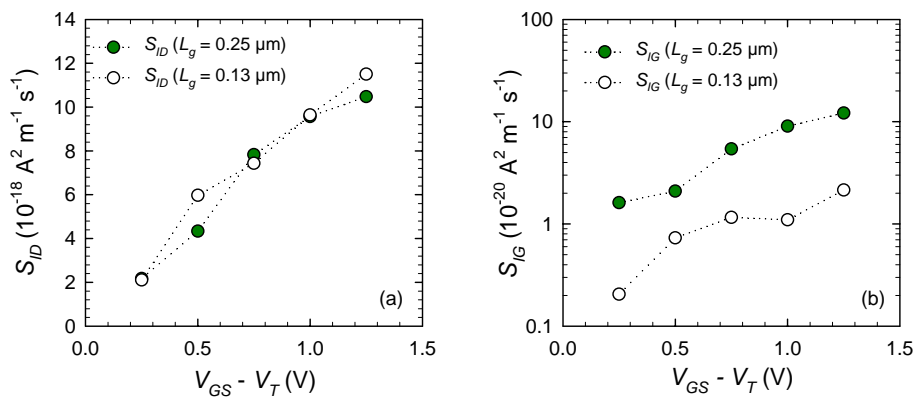 14
12
10
8
6
4
2
0
S_ID (10^-18 A^2 m^-1 s^-1)
S_ID (L_g = 0.25 µm)
S_ID (L_g = 0.13 µm)
(a)
0.0 0.5 1.0 1.5
V_GS - V_T (V)
100
10
1
0.1
S_IG (10^-20 A^2 m^-1 s^-1)
S_IG (L_g = 0.25 µm)
S_IG (L_g = 0.13 µm)
(b)
0.0 0.5 1.0 1.5
V_GS - V_T (V)